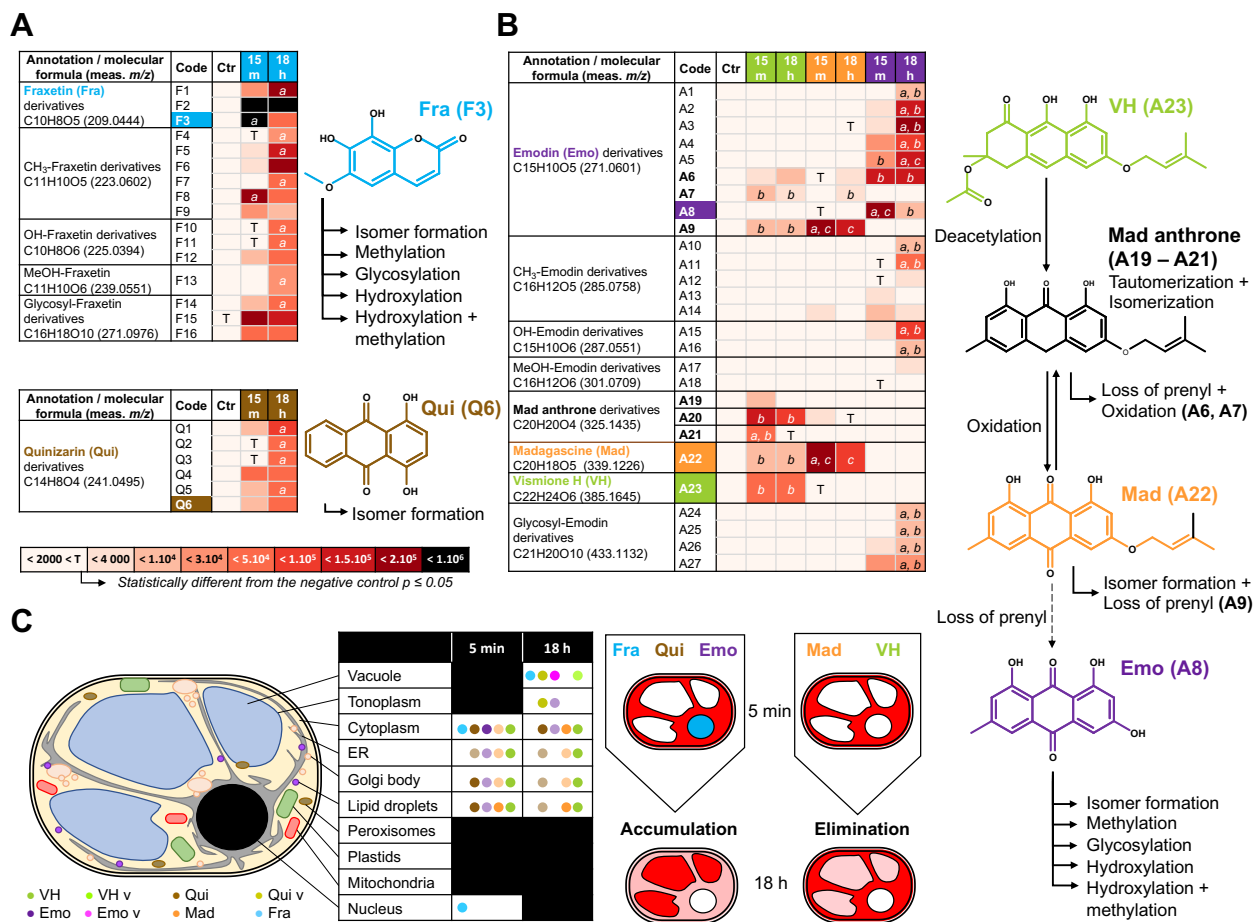 A
Annotation / molecular formula (meas. m/z) Code Ctr 15 m 18 h
Fraxetin (Fra)
derivatives
C10H8O5 (209.0444)
F1 a
F2
F3 a
CH₃-Fraxetin derivatives
C11H10O5 (223.0602)
F4 T a
F5 a
F6
F7 a
F8 a
F9
OH-Fraxetin derivatives
C10H8O6 (225.0394)
F10 T a
F11 T a
F12
MeOH-Fraxetin
C11H10O6 (239.0551)
F13 a
Glycosyl-Fraxetin
derivatives
C16H18O10 (271.0976)
F14 a
F15 T
F16
Fra (F3)
OH
HO
O
O
O
Isomer formation
Methylation
Glycosylation
Hydroxylation
Hydroxylation +
methylation
Annotation / molecular formula (meas. m/z) Code Ctr 15 m 18 h
Quinizarin (Qui)
derivatives
C14H8O4 (241.0495)
Q1 a
Q2 T a
Q3 T a
Q4
Q5 a
Q6
Qui (Q6)
O
OH
O
OH
Isomer formation
< 2000 < T < 4 000 < 1.10⁴ < 3.10⁴ < 5.10⁴ < 1.10⁵ < 1.5.10⁵ < 2.10⁵ < 1.10⁶
Statistically different from the negative control p ≤ 0.05
B
Annotation / molecular formula (meas. m/z) Code Ctr 15 m 18 h 15 m 18 h 15 m 18 h
Emodin (Emo) derivatives
C15H10O5 (271.0601)
A1 a, b
A2 a, b
A3 T a, b
A4 a, b
A5 b a, c
A6 T b b
A7 b b b
A8 T a, c b
A9 b b a, c c
CH₃-Emodin derivatives
C16H12O5 (285.0758)
A10 a, b
A11 T a, b
A12 T
A13
A14
OH-Emodin derivatives
C15H10O6 (287.0551)
A15 a, b
A16 a, b
MeOH-Emodin derivatives
C16H12O6 (301.0709)
A17
A18 T
Mad anthrone derivatives
C20H20O4 (325.1435)
A19
A20 b b T
A21 a, b T
Madagascine (Mad)
C20H18O5 (339.1226)
A22 b b a, c c
Vismione H (VH)
C22H24O6 (385.1645)
A23 b b T
Glycosyl-Emodin
derivatives
C21H20O10 (433.1132)
A24 a, b
A25 a, b
A26 a, b
A27 a, b
VH (A23)
O
OH
OH
O
O
O
Deacetylation
Mad anthrone
(A19 – A21)
Tautomerization +
Isomerization
OH
O
OH
O
Loss of prenyl +
Oxidation (A6, A7)
Oxidation
Mad (A22)
OH
O
OH
O
O
Isomer formation +
Loss of prenyl (A9)
Loss of prenyl
Emo (A8)
OH
O
OH
OH
O
Isomer formation
Methylation
Glycosylation
Hydroxylation
Hydroxylation +
methylation
C
5 min 18 h
Vacuole
Tonoplasm
Cytoplasm
ER
Golgi body
Lipid droplets
Peroxisomes
Plastids
Mitochondria
Nucleus
VH VH v Qui Qui v
Emo Emo v Mad Fra
Fra Qui Emo
Mad VH
5 min
Accumulation
Elimination
18 h